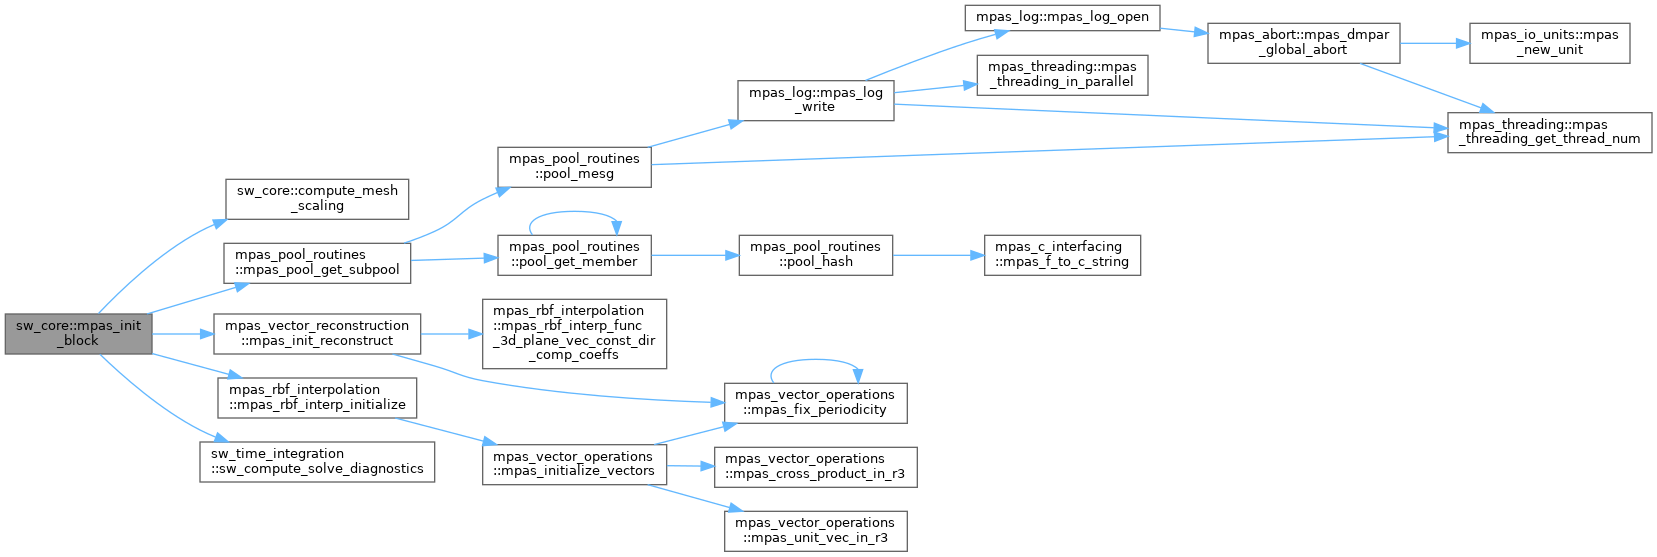 sw_core::mpas_init
_block
sw_core::compute_mesh
_scaling
mpas_pool_routines
::mpas_pool_get_subpool
mpas_vector_reconstruction
::mpas_init_reconstruct
mpas_rbf_interpolation
::mpas_rbf_interp_initialize
sw_time_integration
::sw_compute_solve_diagnostics
mpas_pool_routines
::pool_mesg
mpas_pool_routines
::pool_get_member
mpas_rbf_interpolation
::mpas_rbf_interp_func
_3d_plane_vec_const_dir
_comp_coeffs
mpas_vector_operations
::mpas_initialize_vectors
mpas_log::mpas_log
_write
mpas_pool_routines
::pool_hash
mpas_vector_operations
::mpas_fix_periodicity
mpas_vector_operations
::mpas_cross_product_in_r3
mpas_vector_operations
::mpas_unit_vec_in_r3
mpas_log::mpas_log_open
mpas_threading::mpas
_threading_in_parallel
mpas_c_interfacing
::mpas_f_to_c_string
mpas_abort::mpas_dmpar
_global_abort
mpas_io_units::mpas
_new_unit
mpas_threading::mpas
_threading_get_thread_num